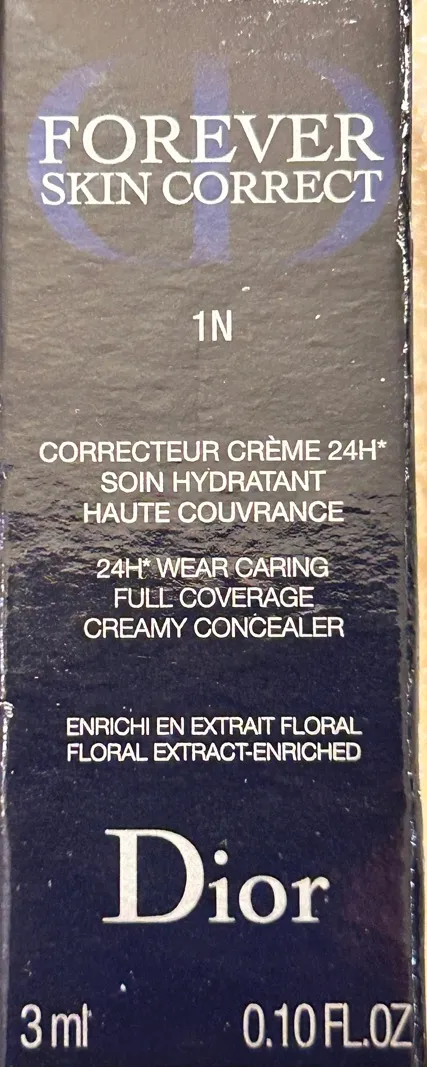 FOREVER
SKIN CORRECT
1N
CORRECTEUR CRÈME 24H*
SOIN HYDRATANT
HAUTE COUVRANCE
24H* WEAR CARING
FULL COVERAGE
CREAMY CONCEALER
ENRICHI EN EXTRAIT FLORAL
FLORAL EXTRACT-ENRICHED
Dior
3 ml 0.10 FL.OZ